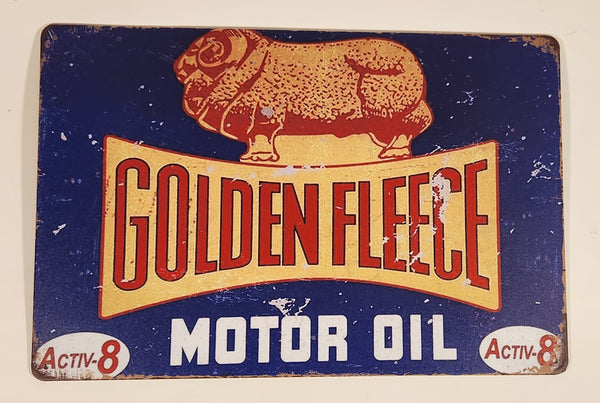 GOLDEN FLEECE
MOTOR OIL
ACTIV-8
ACTIV-8